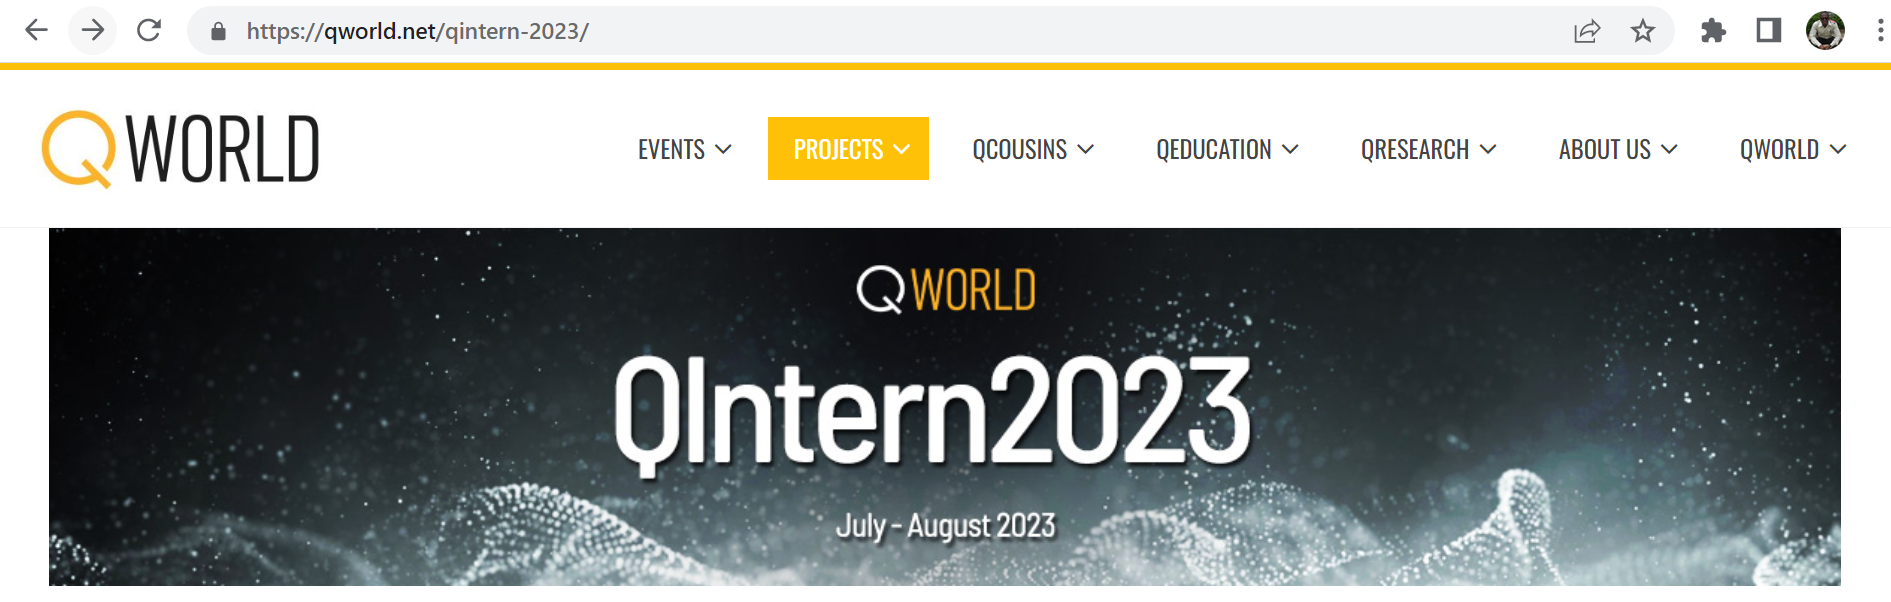 https://qworld.net/qintern-2023/
QWORLD
EVENTS PROJECTS QCOUSINS QEDUCATION QRESEARCH ABOUT US QWORLD
QWORLD
QIntern2023
July - August 2023